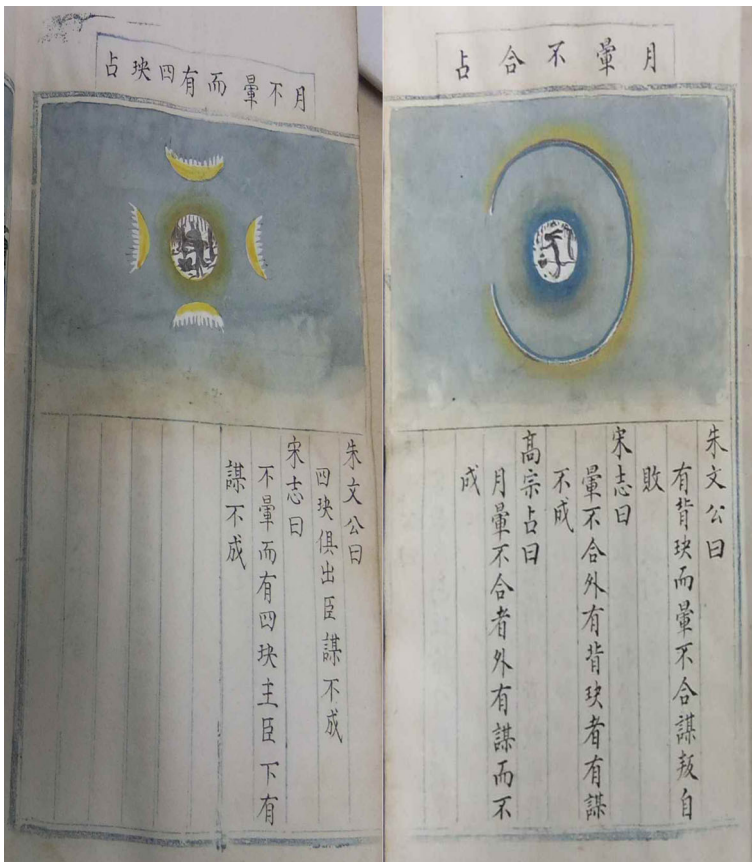 月暈不合占
朱文公曰
有背玦而暈不合謀叛自
敗
宋志曰
暈不合外有背玦者有謀
不成
高宗占曰
月暈不合者外有謀而不
成
月不暈而有四玦占
朱文公曰
四玦俱出臣謀不成
宋志曰
不暈而有四玦主臣下有
謀不成